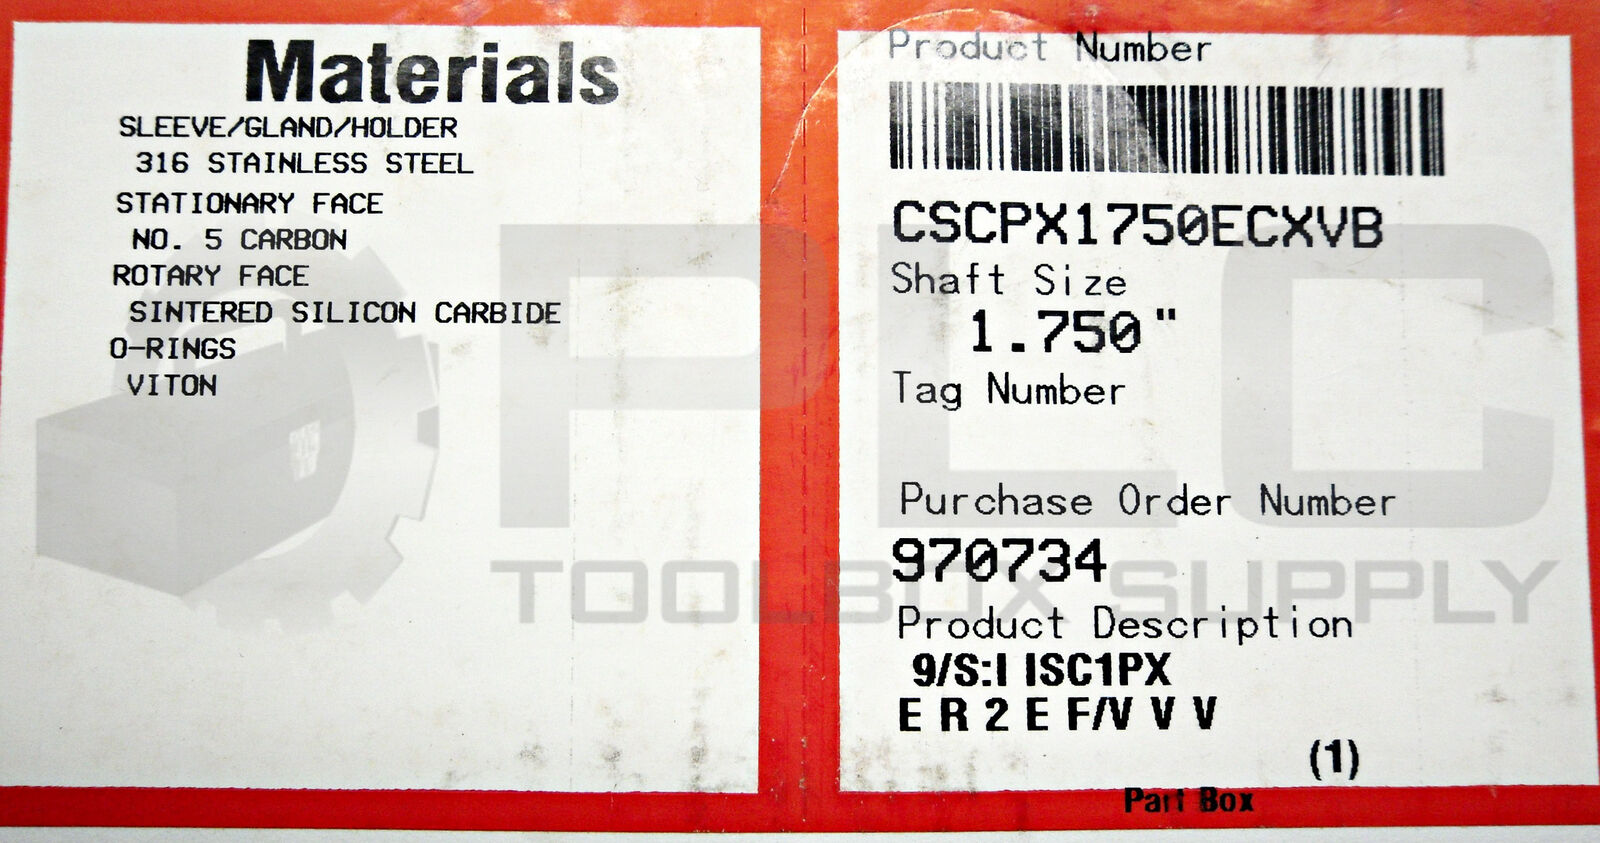 Materials
SLEEVE/GLAND/HOLDER
316 STAINLESS STEEL
STATIONARY FACE
NO. 5 CARBON
ROTARY FACE
SINTERED SILICON CARBIDE
O-RINGS
VITON
Product Number
CSCPX1750ECXVB
Shaft Size
1.750"
Tag Number
Purchase Order Number
970734
Product Description
9/S:I ISC1PX
E R 2 E F/V V V
(1)
Part Box
PLC
TOOLBOX SUPPLY